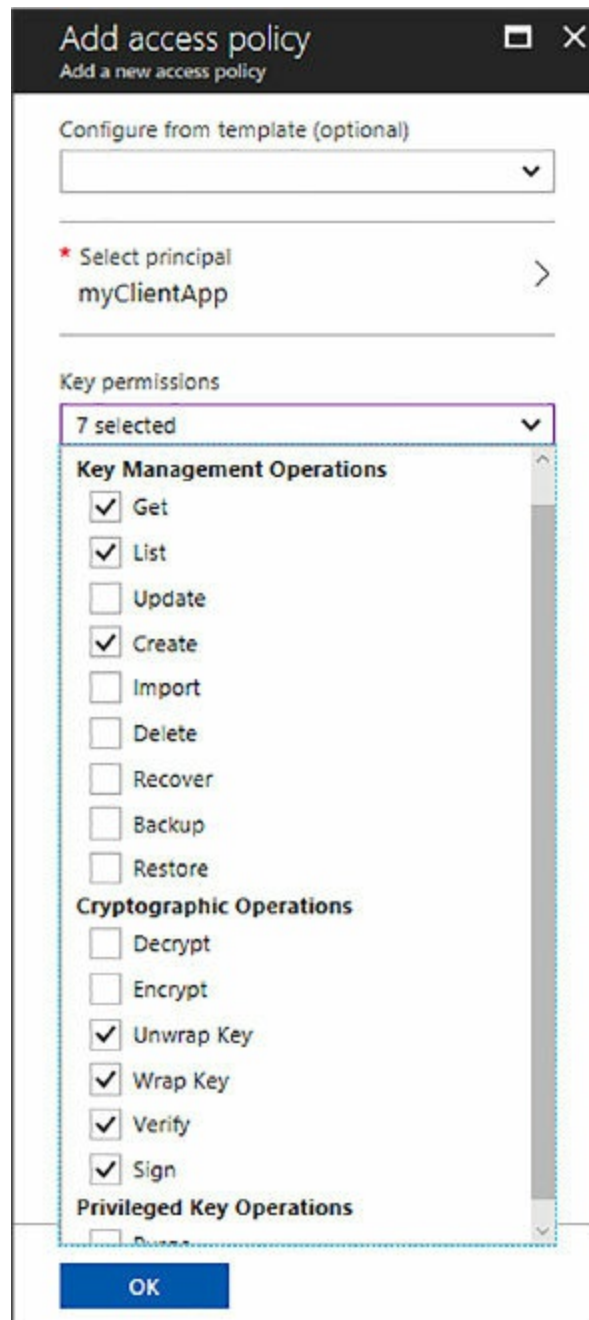 Add access policy
Add a new access policy
Configure from template (optional)
* Select principal
myClientApp
Key permissions
7 selected
Key Management Operations
Get
List
Update
Create
Import
Delete
Recover
Backup
Restore
Cryptographic Operations
Decrypt
Encrypt
Unwrap Key
Wrap Key
Verify
Sign
Privileged Key Operations
OK